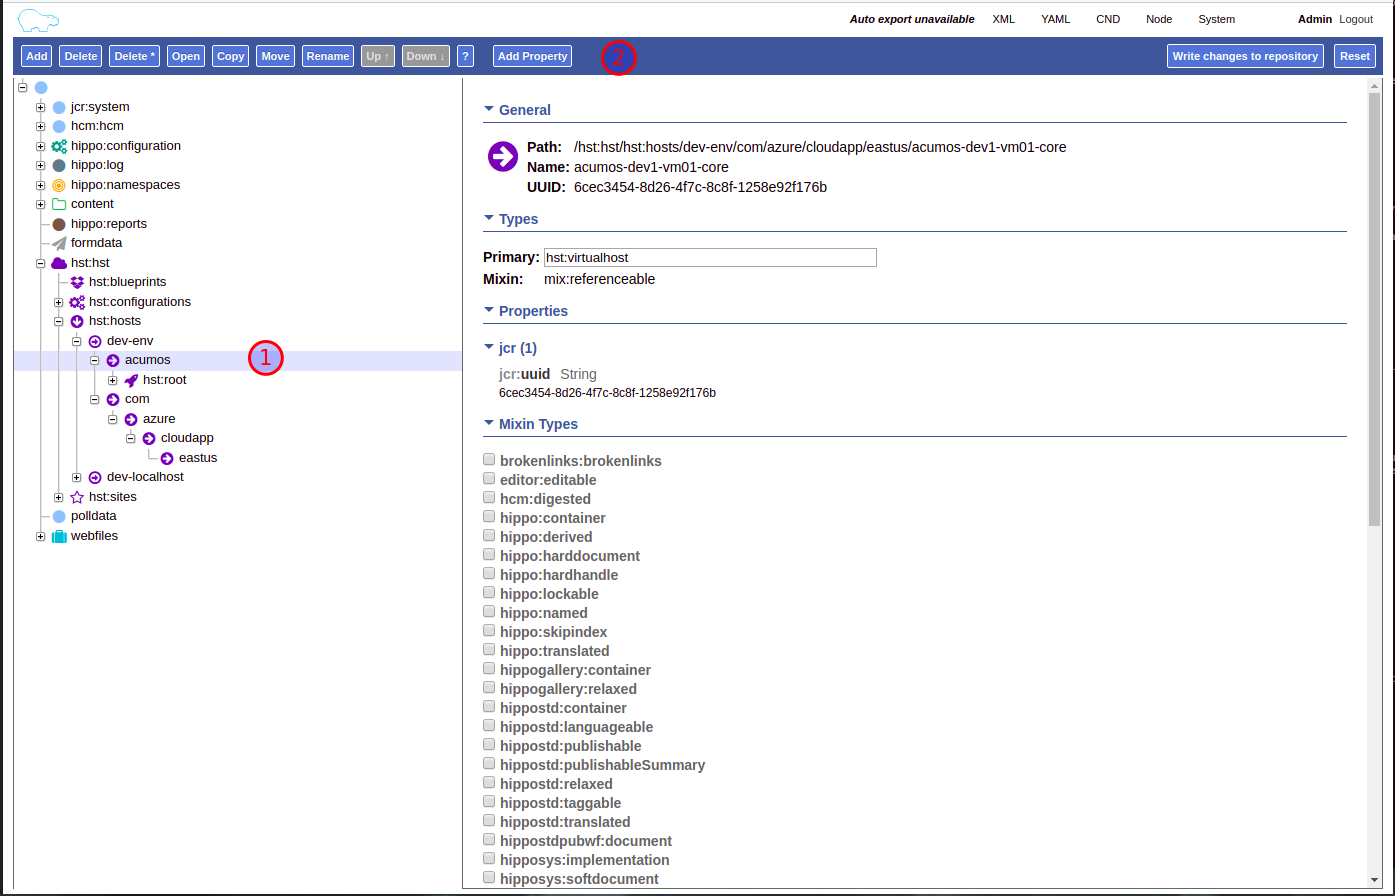 Auto export unavailable XML YAML CND Node System Admin Logout
Add Delete Delete * Open Copy Move Rename Up ↑ Down ↓ ? Add Property 2 Write changes to repository Reset
jcr:system
hcm:hcm
hippo:configuration
hippo:log
hippo:namespaces
content
hippo:reports
formdata
hst:hst
hst:blueprints
hst:configurations
hst:hosts
dev-env
acumos 1
hst:root
com
azure
cloudapp
eastus
dev-localhost
hst:sites
polldata
webfiles
General
Path: /hst:hst/hst:hosts/dev-env/com/azure/cloudapp/eastus/acumos-dev1-vm01-core
Name: acumos-dev1-vm01-core
UUID: 6cec3454-8d26-4f7c-8c8f-1258e92f176b
Types
Primary: hst:virtualhost
Mixin: mix:referenceable
Properties
jcr (1)
jcr:uuid String
6cec3454-8d26-4f7c-8c8f-1258e92f176b
Mixin Types
brokenlinks:brokenlinks
editor:editable
hcm:digested
hippo:container
hippo:derived
hippo:harddocument
hippo:hardhandle
hippo:lockable
hippo:named
hippo:skipindex
hippo:translated
hippogallery:container
hippogallery:relaxed
hippostd:container
hippostd:languageable
hippostd:publishable
hippostd:publishableSummary
hippostd:relaxed
hippostd:taggable
hippostd:translated
hippostdpubwf:document
hipposys:implementation
hipposys:softdocument